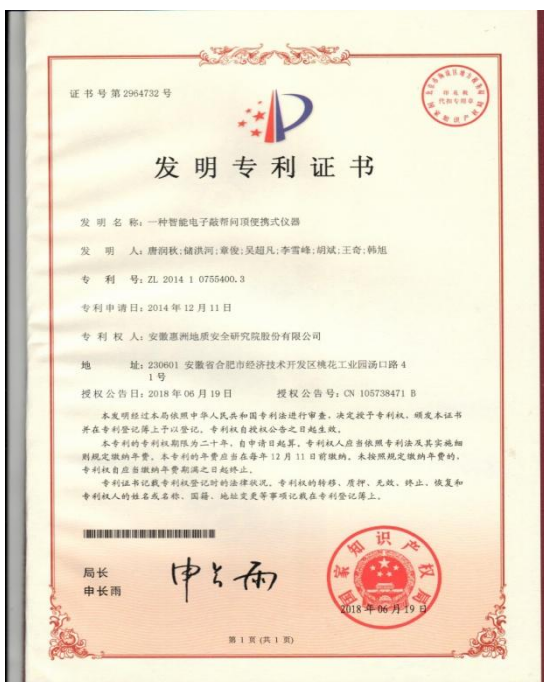 证书号第2964732号
发明专利证书
发明名称：一种智能电子敲帮问顶便携式仪器
发明人：唐润秋;储洪河;章俊;吴超凡;李雪峰;胡斌;王奇;韩旭
专利号：ZL 2014 1 0755400.3
专利申请日：2014年12月11日
专利权人：安徽惠洲地质安全研究院股份有限公司
地址：230601 安徽省合肥市经济技术开发区桃花工业园汤口路4
1号
授权公告日：2018年06月19日 授权公告号：CN 105738471 B
本发明经过本局依照中华人民共和国专利法进行审查，决定授予专利权，颁发本证书
并在专利登记簿上予以登记。专利权自授权公告之日起生效。
本专利的专利权期限为二十年，自申请日起算。专利权人应当依照专利法及其实施细
则规定缴纳年费。本专利的年费应当在每年12月11日前缴纳。未按照规定缴纳年费的，
专利权自应当缴纳年费期满之日起终止。
专利证书记载专利权登记时的法律状况。专利权的转移、质押、无效、终止、恢复和
专利权人的姓名或名称、国籍、地址变更等事项记载在专利登记簿上。
局长
申长雨
申长雨
国家知识产权局
2018年06月19日
第1页(共1页)